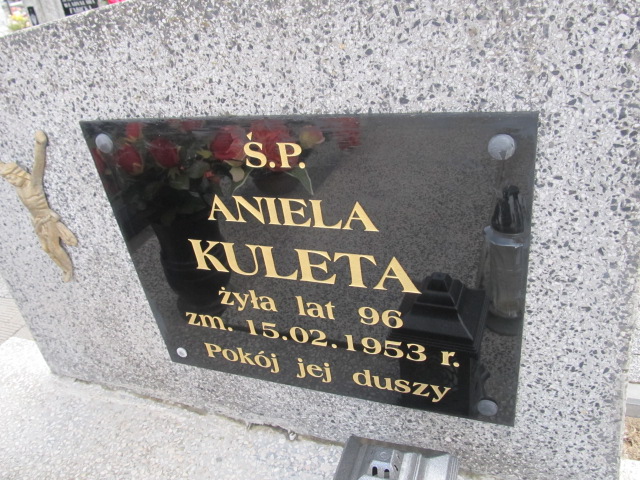 Ś.P.
ANIELA
KULETA
żyła lat 96
zm. 15.02.1953 r.
Pokój jej duszy